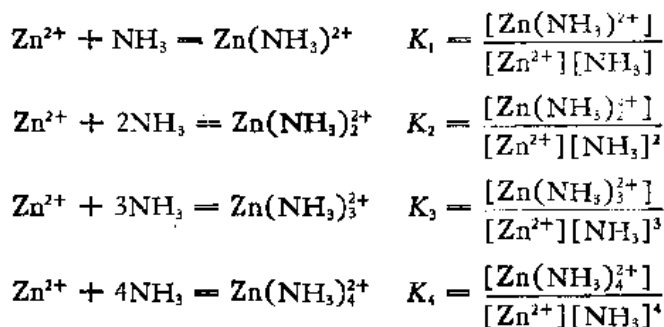 Zn²⁺ + NH₃ = Zn(NH₃)²⁺ K₁ = [Zn(NH₃)²⁺] / [Zn²⁺][NH₃]
Zn²⁺ + 2NH₃ = Zn(NH₃)₂²⁺ K₂ = [Zn(NH₃)₂²⁺] / [Zn²⁺][NH₃]²
Zn²⁺ + 3NH₃ = Zn(NH₃)₃²⁺ K₃ = [Zn(NH₃)₃²⁺] / [Zn²⁺][NH₃]³
Zn²⁺ + 4NH₃ = Zn(NH₃)₄²⁺ K₄ = [Zn(NH₃)₄²⁺] / [Zn²⁺][NH₃]⁴